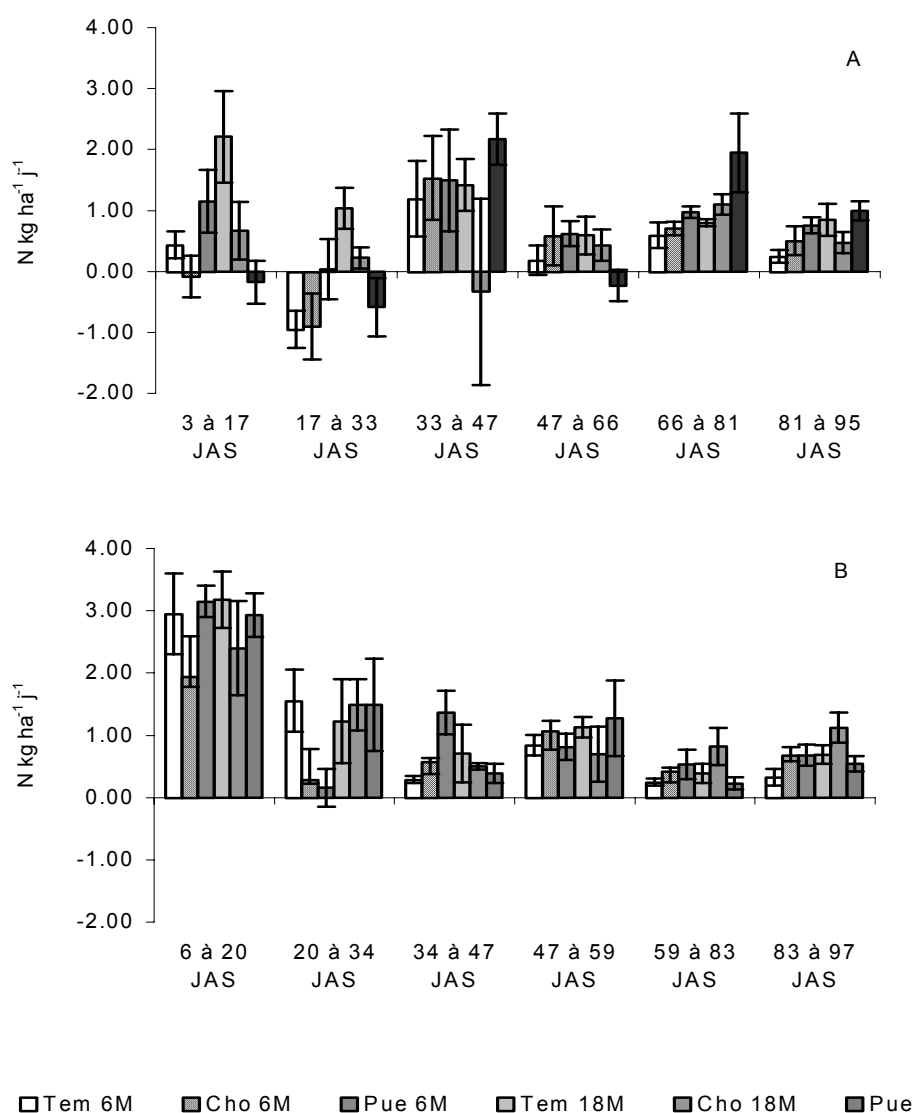 4.00
A
3.00
2.00
N kg ha⁻¹ j⁻¹
1.00
0.00
-1.00
-2.00
3 à 17 17 à 33 33 à 47 47 à 66 66 à 81 81 à 95
JAS JAS JAS JAS JAS JAS
4.00
B
3.00
2.00
N kg ha⁻¹ j⁻¹
1.00
0.00
-1.00
-2.00
6 à 20 20 à 34 34 à 47 47 à 59 59 à 83 83 à 97
JAS JAS JAS JAS JAS JAS
Tem 6M Cho 6M Pue 6M Tem 18M Cho 18M Pue